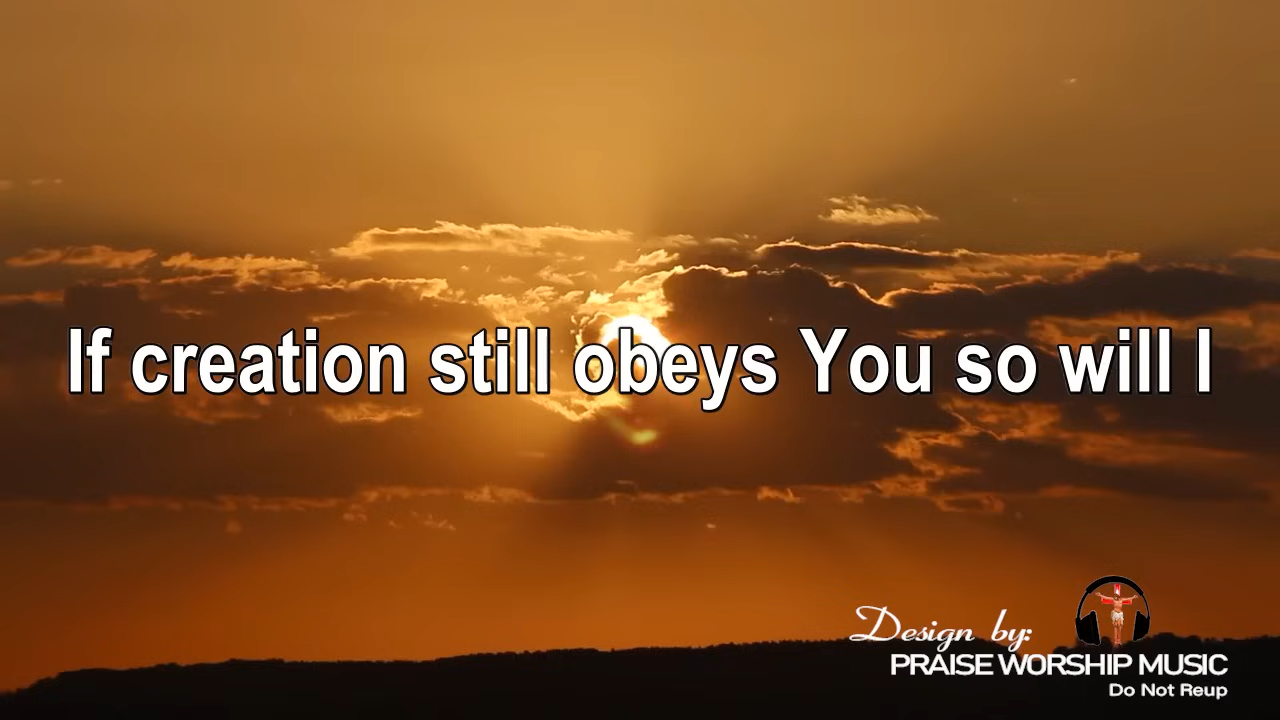 If creation still obeys You so will I
Design by:
PRAISE WORSHIP MUSIC
Do Not Reup